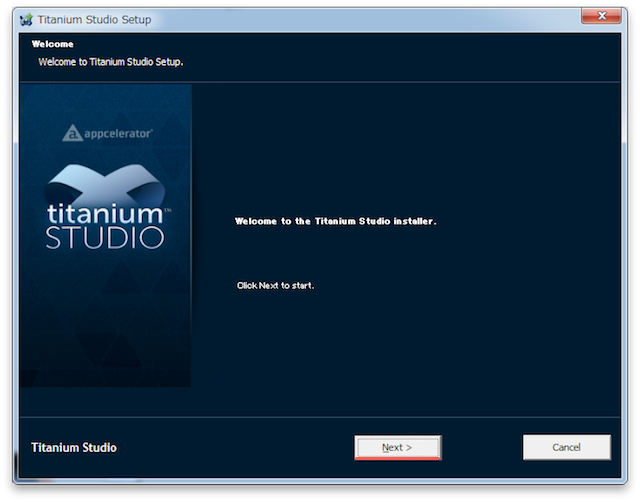 Titanium Studio Setup
Welcome
Welcome to Titanium Studio Setup.
appcelerator®
titanium™
STUDIO
Welcome to the Titanium Studio installer.
Click Next to start.
Titanium Studio
Next >
Cancel